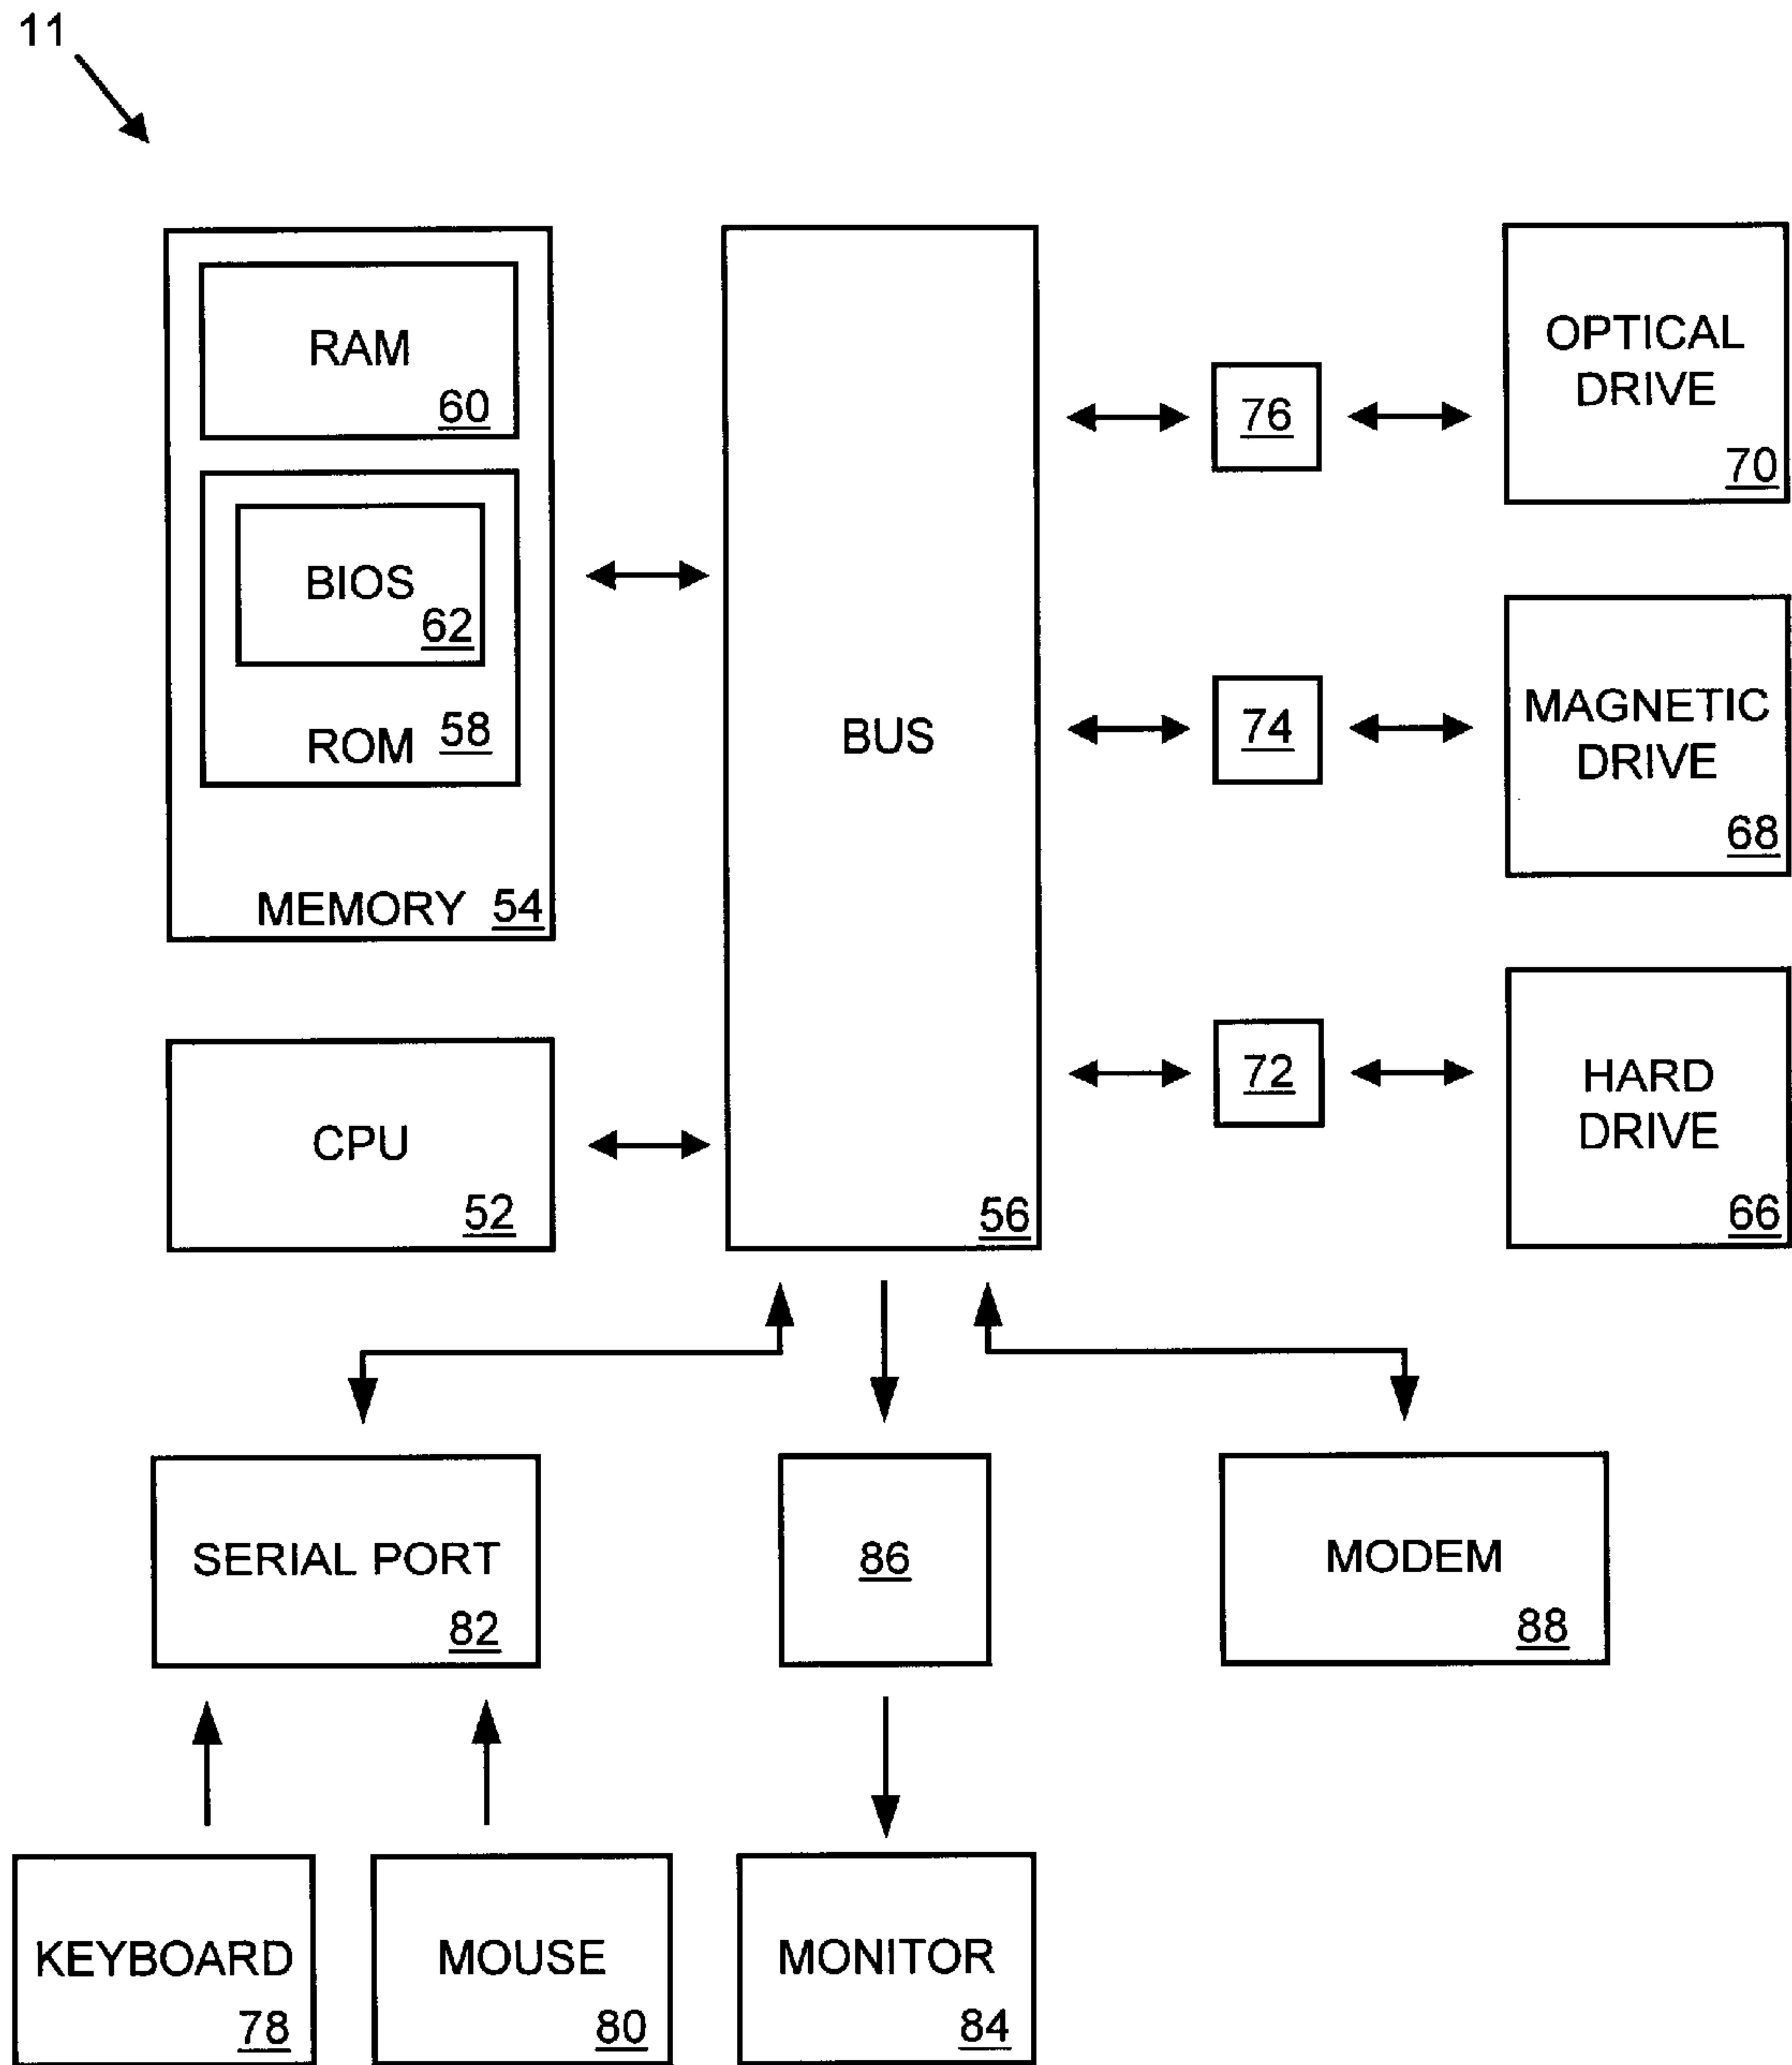 11
RAM
60
BIOS
62
ROM 58
MEMORY 54
CPU
52
BUS
56
76
OPTICAL
DRIVE
70
74
MAGNETIC
DRIVE
68
72
HARD
DRIVE
66
SERIAL PORT
82
86
MODEM
88
KEYBOARD
78
MOUSE
80
MONITOR
84